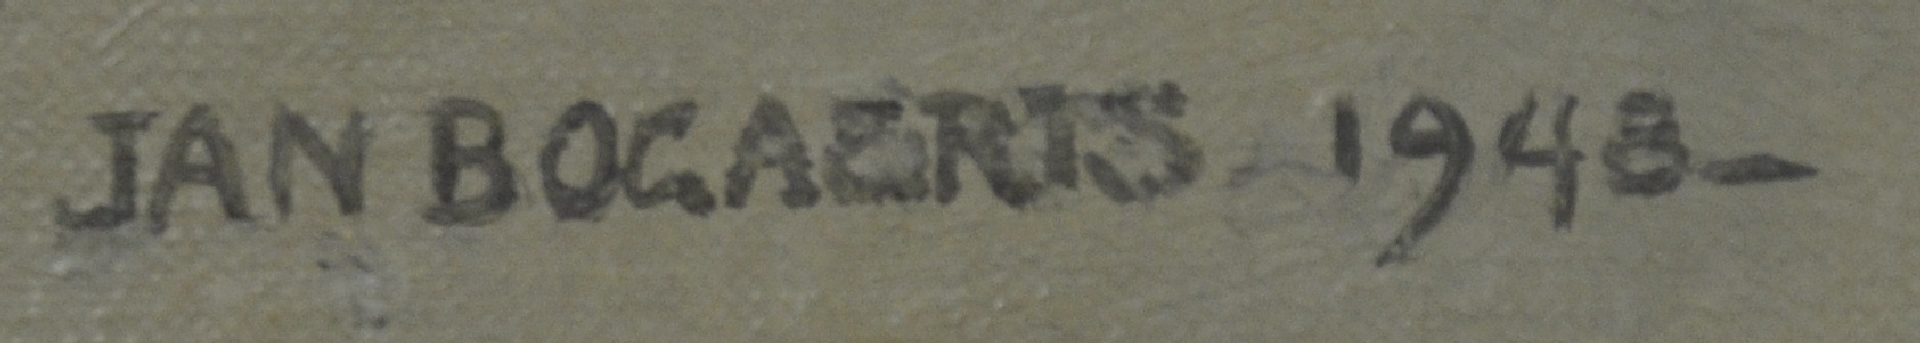 JAN BOGAERTS - 1948 -